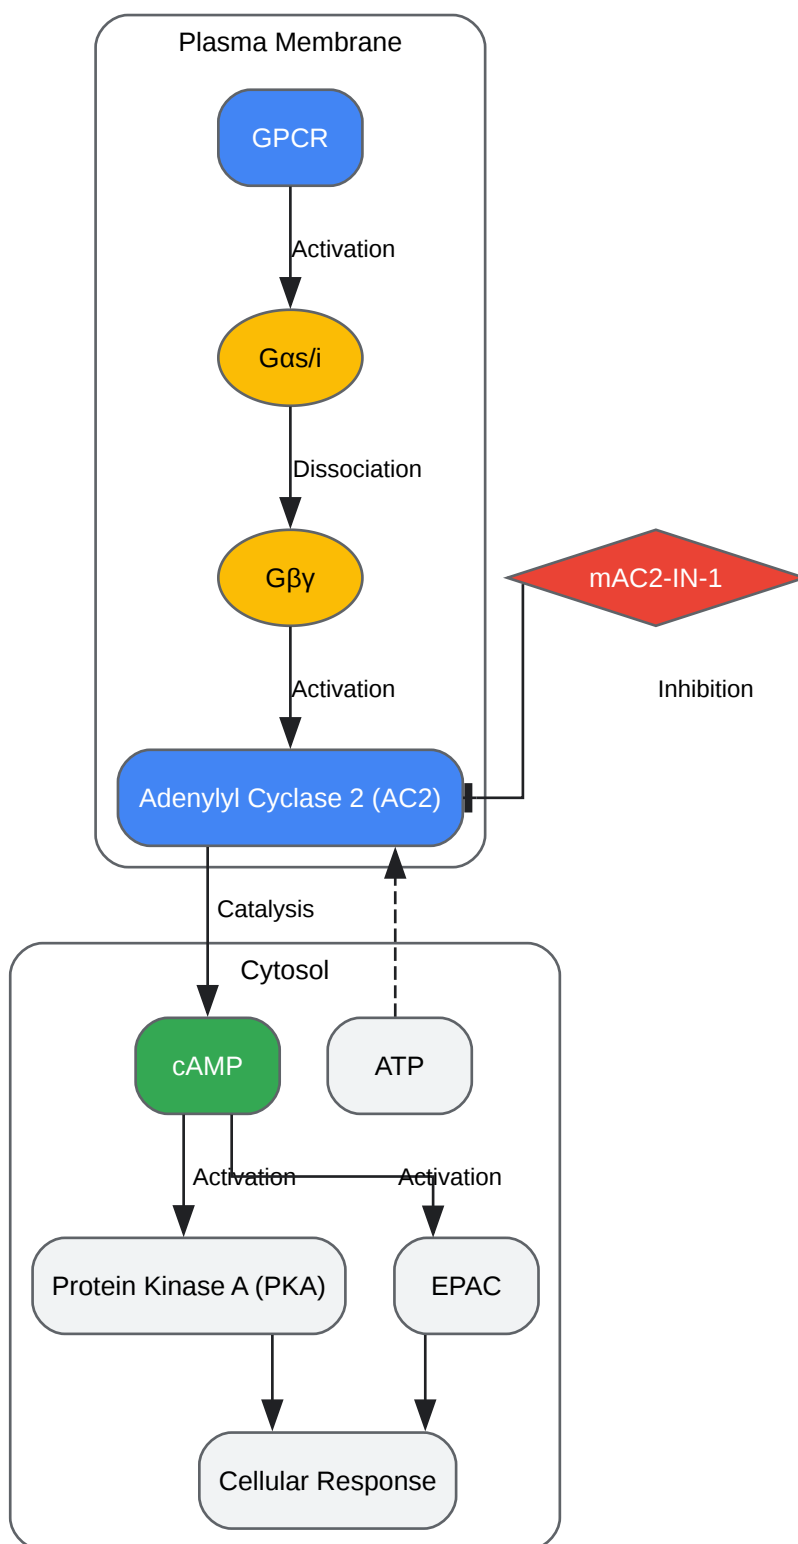 Plasma Membrane
GPCR
Activation
Gαs/i
Dissociation
Gβγ
mAC2-IN-1
Activation
Inhibition
Adenylyl Cyclase 2 (AC2)
Catalysis
Cytosol
cAMP
ATP
Activation
Activation
Protein Kinase A (PKA)
EPAC
Cellular Response